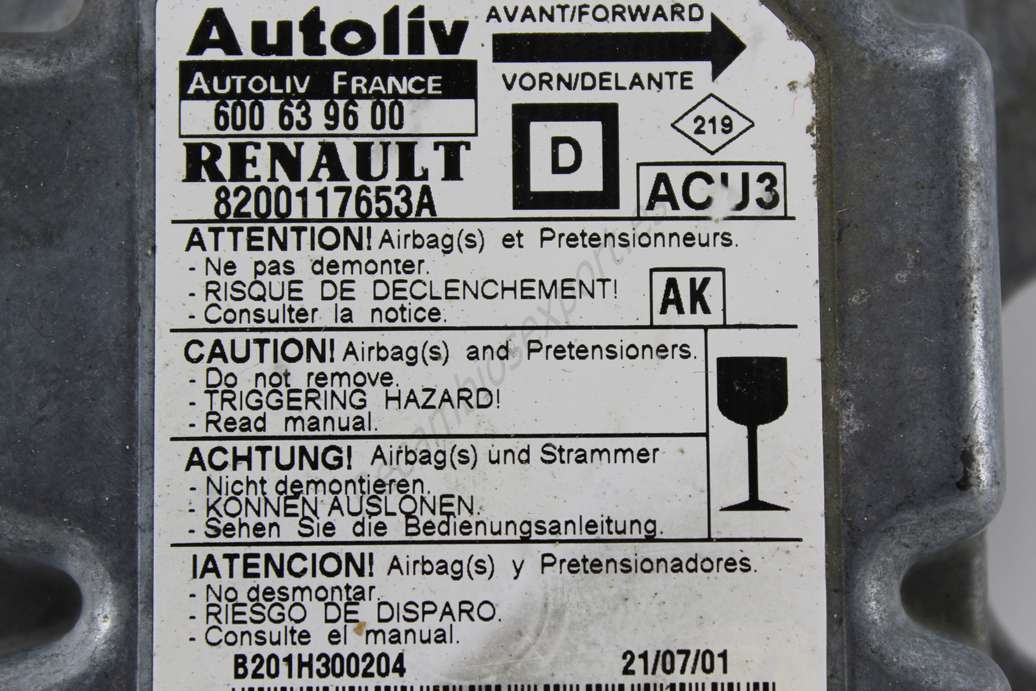 Autoliv
AVANT/FORWARD
AUTOLIV FRANCE
VORN/DELANTE
600 63 96 00
D
219
RENAULT
8200117653A
ACU3
ATTENTION! Airbag(s) et Pretensionneurs.
- Ne pas demonter.
- RISQUE DE DECLENCHEMENT!
- Consulter la notice.
AK
CAUTION! Airbag(s) and Pretensioners.
- Do not remove.
- TRIGGERING HAZARD!
- Read manual.
ACHTUNG! Airbag(s) und Strammer
- Nicht demontieren.
- KONNEN AUSLONEN.
- Sehen Sie die Bedienungsanleitung.
!ATENCION! Airbag(s) y Pretensionadores.
- No desmontar.
- RIESGO DE DISPARO.
- Consulte el manual.
B201H300204 21/07/01